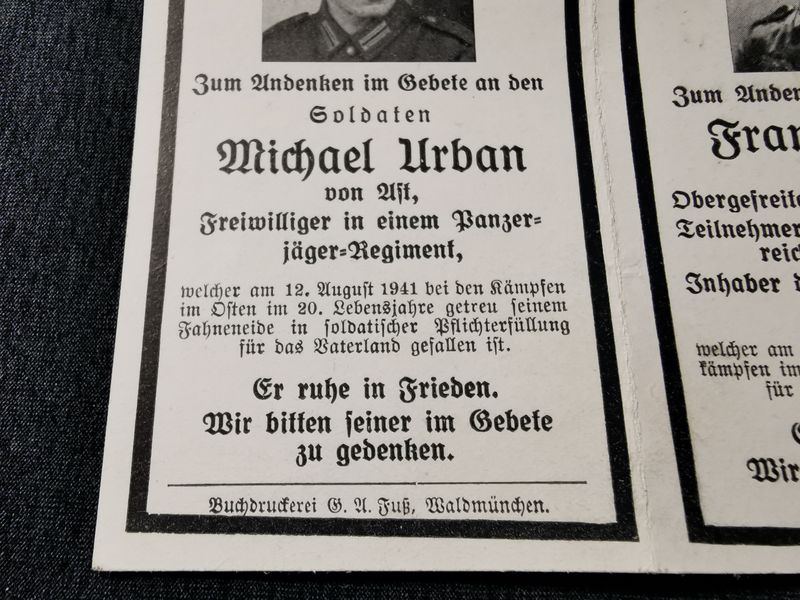 Zum Andenken im Gebete an den
Soldaten
Michael Urban
von Ast,
Freiwilliger in einem Panzer=
jäger=Regiment,
welcher am 12. August 1941 bei den Kämpfen
im Osten im 20. Lebensjahre getreu seinem
Fahneneide in soldatischer Pflichterfüllung
für das Vaterland gefallen ist.
Er ruhe in Frieden.
Wir bitten seiner im Gebete
zu gedenken.
Buchdruckerei G. A. Fuß, Waldmünchen.
Zum
Obergefreite
Teilnehmer
reic
Inhaber d
welcher am
kämpfen im
für
Wir